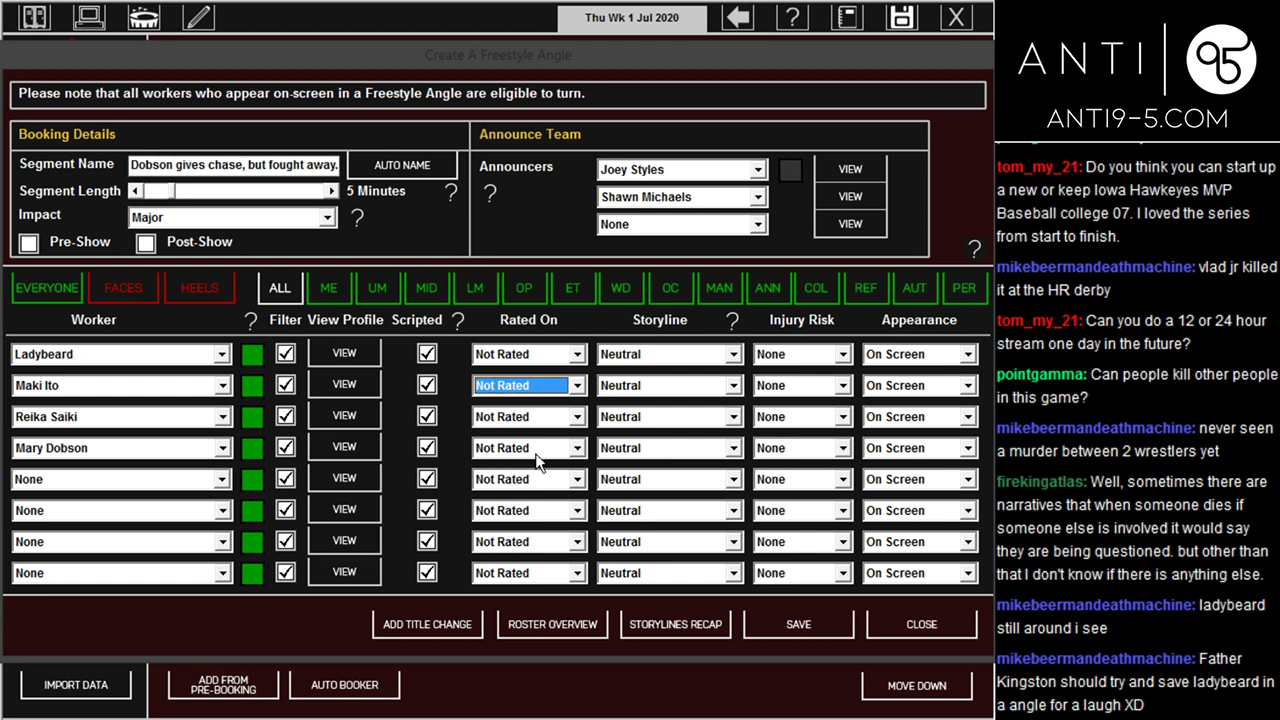 Thu Wk 1 Jul 2020
?
X
Create A Freestyle Angle
Please note that all workers who appear on-screen in a Freestyle Angle are eligible to turn.
Booking Details
Segment Name
Dobson gives chase, but fought away.
AUTO NAME
Segment Length
5 Minutes
?
Impact
Major
?
Pre-Show
Post-Show
Announce Team
Announcers
?
Joey Styles
VIEW
Shawn Michaels
VIEW
None
VIEW
?
EVERYONE FACES HEELS ALL ME UM MID LM OP ET WD OC MAN ANN COL REF AUT PER
Worker ? Filter View Profile Scripted ? Rated On Storyline ? Injury Risk Appearance
Ladybeard VIEW Not Rated Neutral None On Screen
Maki Ito VIEW Not Rated Neutral None On Screen
Reika Saiki VIEW Not Rated Neutral None On Screen
Mary Dobson VIEW Not Rated Neutral None On Screen
None VIEW Not Rated Neutral None On Screen
None VIEW Not Rated Neutral None On Screen
None VIEW Not Rated Neutral None On Screen
None VIEW Not Rated Neutral None On Screen
ADD TITLE CHANGE ROSTER OVERVIEW STORYLINES RECAP SAVE CLOSE
IMPORT DATA
ADD FROM
PRE-BOOKING
AUTO BOOKER
MOVE DOWN
ANTI 95
ANTI9-5.COM
tom_my_21: Do you think you can start up
a new or keep Iowa Hawkeyes MVP
Baseball college 07. I loved the series
from start to finish.
mikebeermandeathmachine: vlad jr killed
it at the HR derby
tom_my_21: Can you do a 12 or 24 hour
stream one day in the future?
pointgamma: Can people kill other people
in this game?
mikebeermandeathmachine: never seen
a murder between 2 wrestlers yet
firekingatlas: Well, sometimes there are
narratives that when someone dies if
someone else is involved it would say
they are being questioned. but other than
that I don't know if there is anything else.
mikebeermandeathmachine: ladybeard
still around i see
mikebeermandeathmachine: Father
Kingston should try and save ladybeard in
a angle for a laugh XD